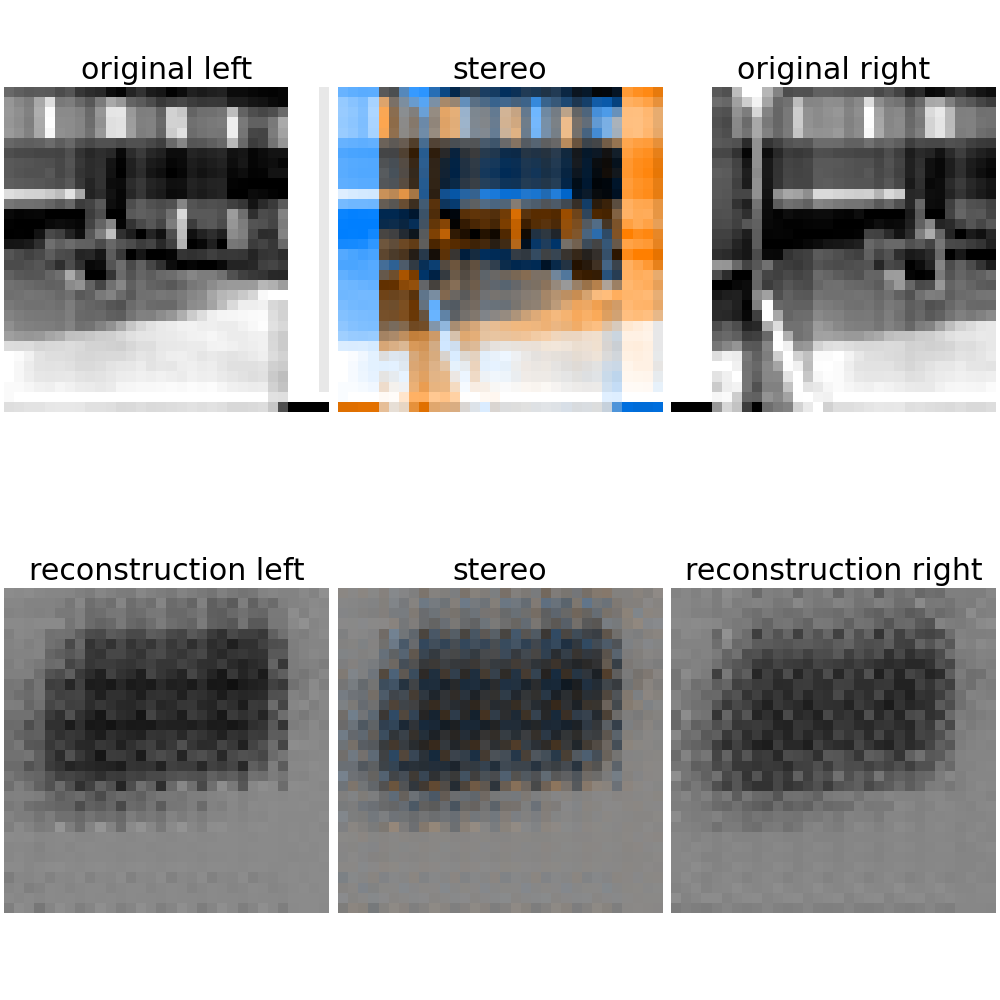 original left
stereo
original right
reconstruction left
stereo
reconstruction right